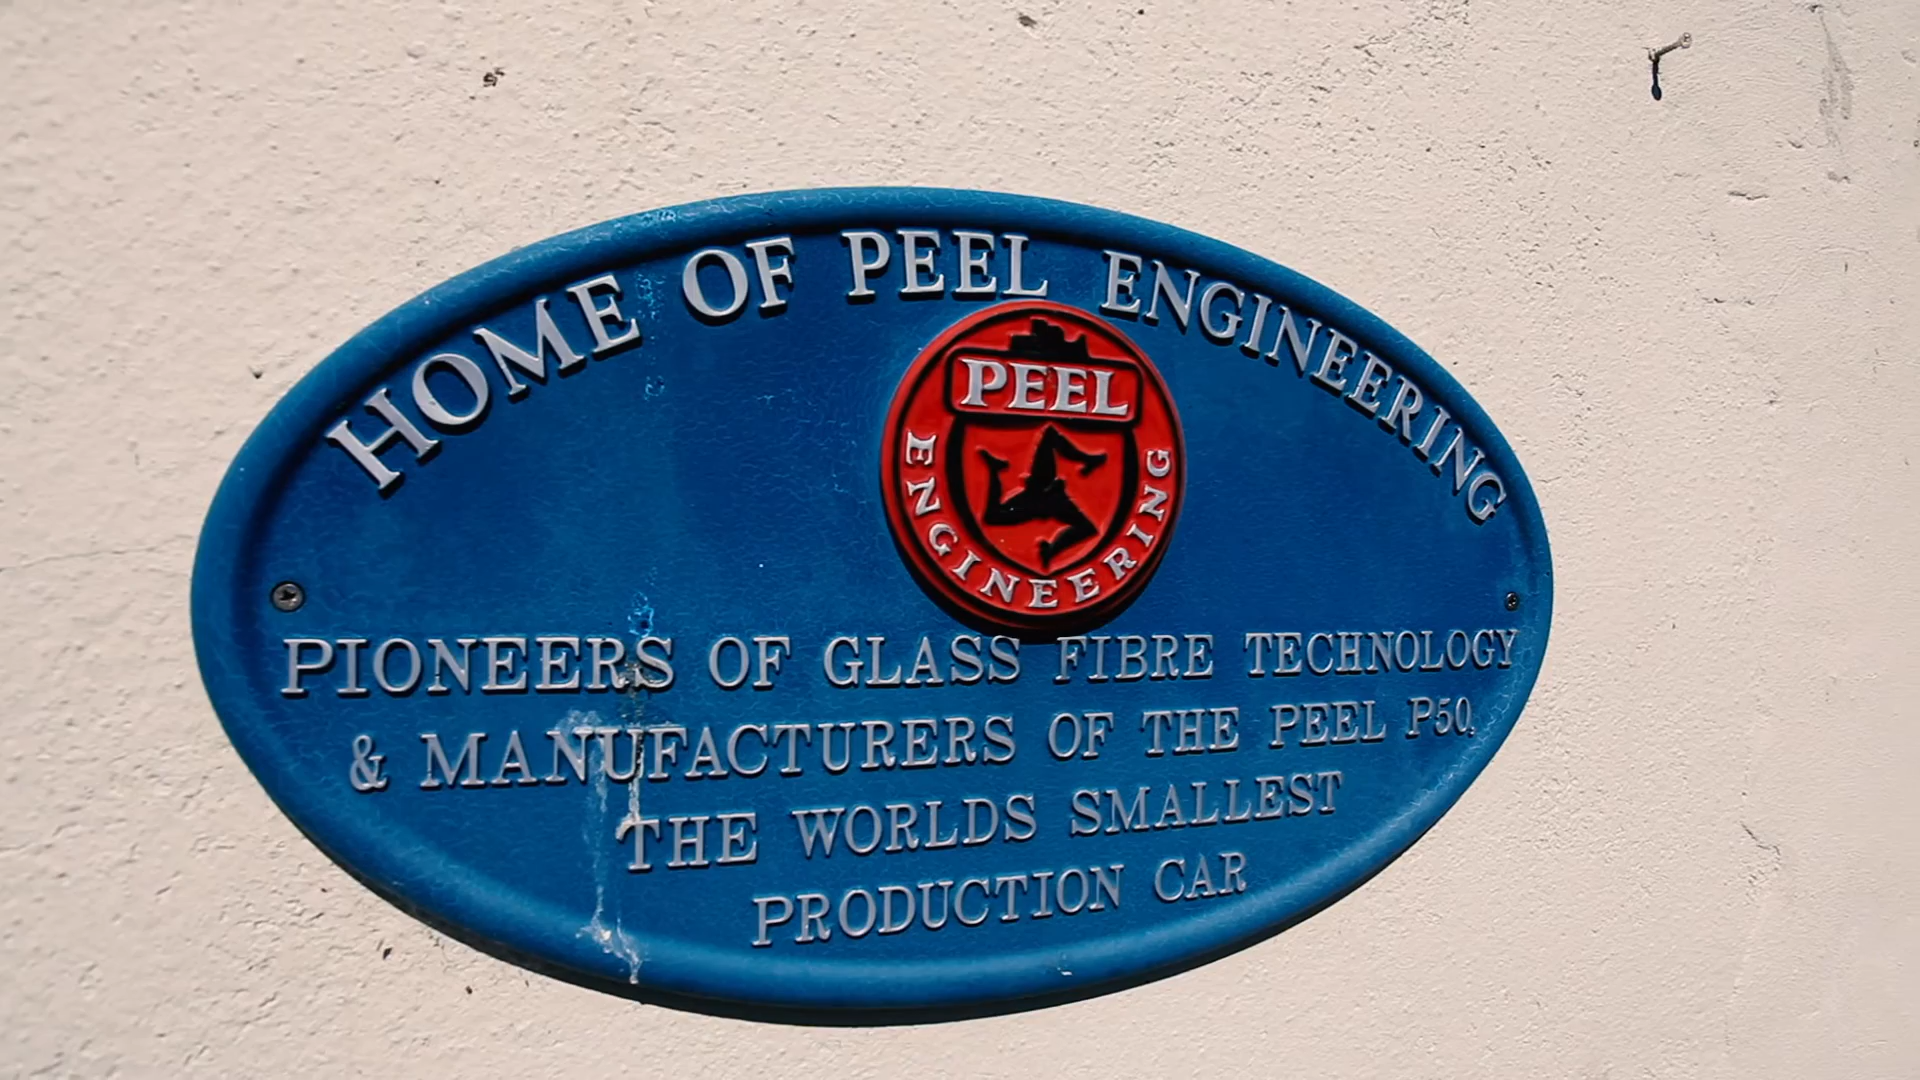 HOME OF PEEL ENGINEERING
PEEL
ENGINEERING
PIONEERS OF GLASS FIBRE TECHNOLOGY
& MANUFACTURERS OF THE PEEL P50,
THE WORLDS SMALLEST
PRODUCTION CAR